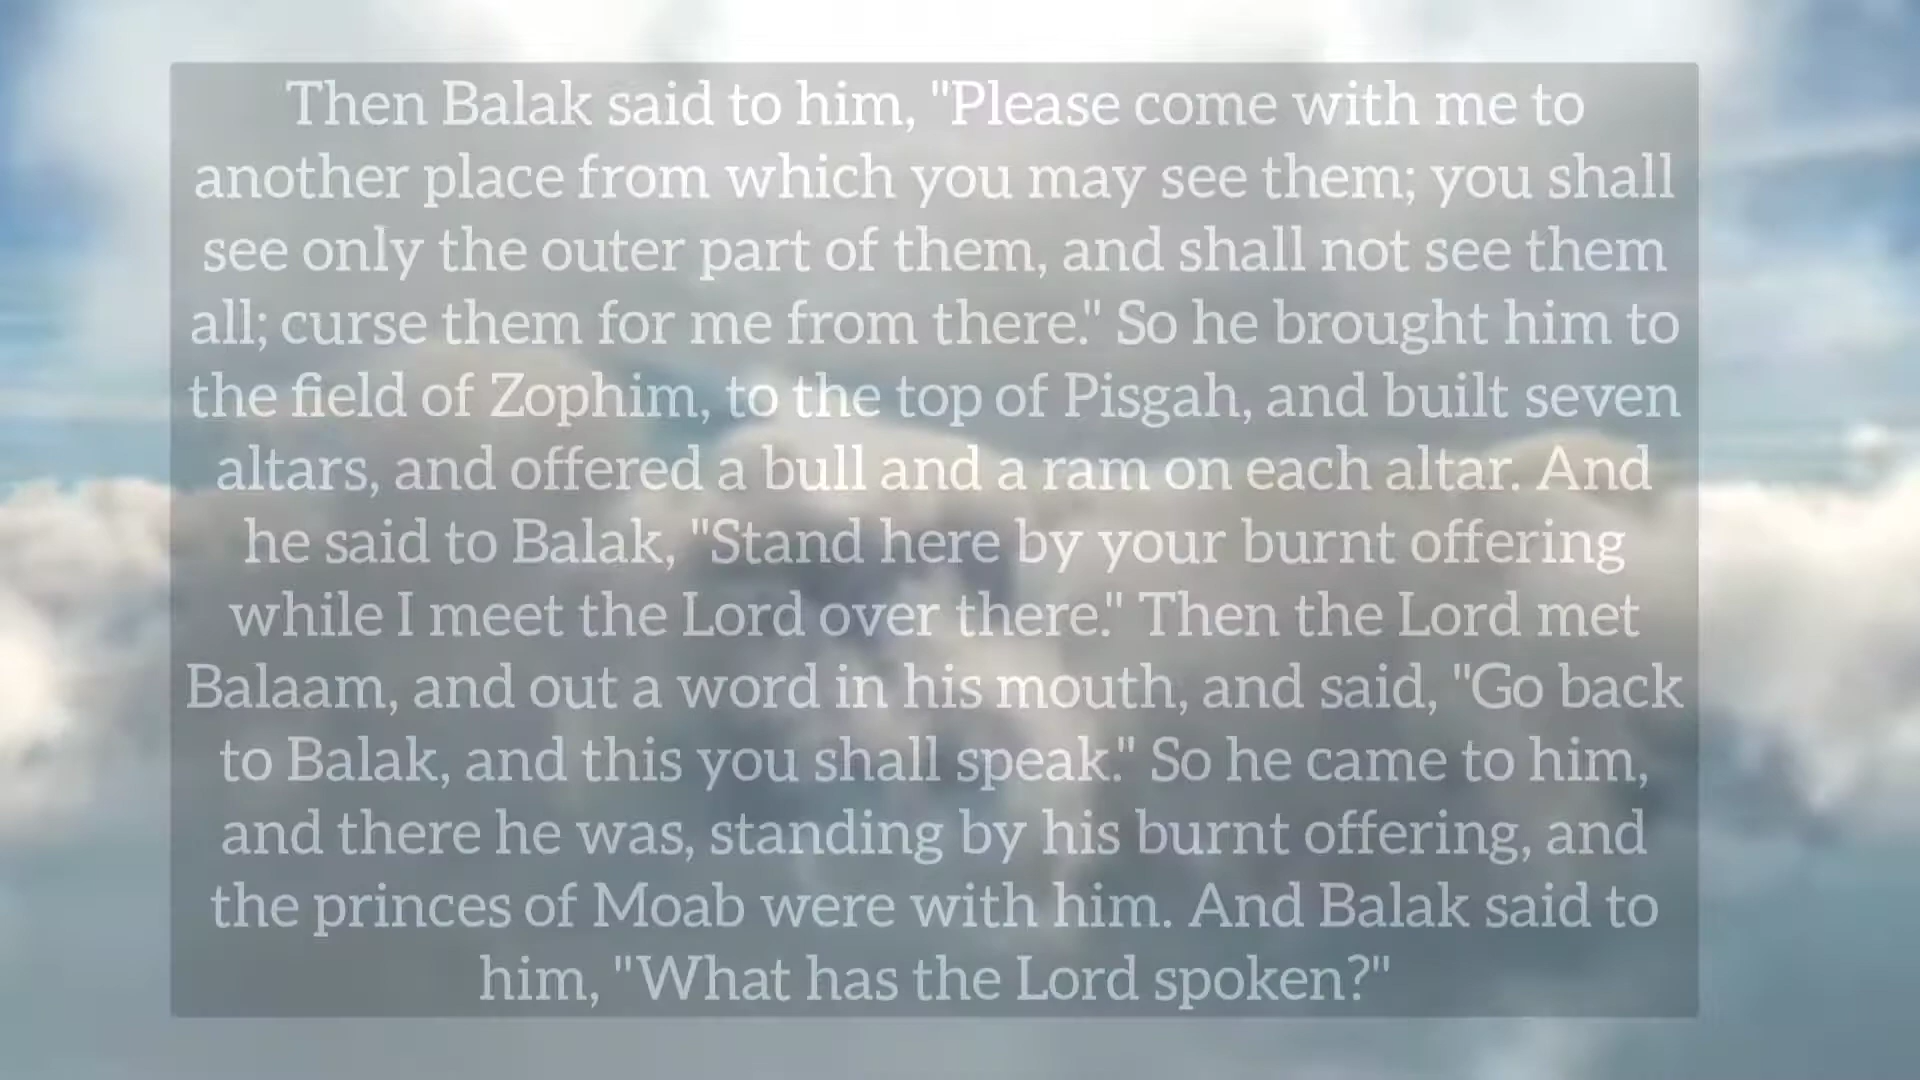 Then Balak said to him, "Please come with me to
another place from which you may see them; you shall
see only the outer part of them, and shall not see them
all; curse them for me from there." So he brought him to
the field of Zophim, to the top of Pisgah, and built seven
altars, and offered a bull and a ram on each altar. And
he said to Balak, "Stand here by your burnt offering
while I meet the Lord over there." Then the Lord met
Balaam, and out a word in his mouth, and said, "Go back
to Balak, and this you shall speak." So he came to him,
and there he was, standing by his burnt offering, and
the princes of Moab were with him. And Balak said to
him, "What has the Lord spoken?"